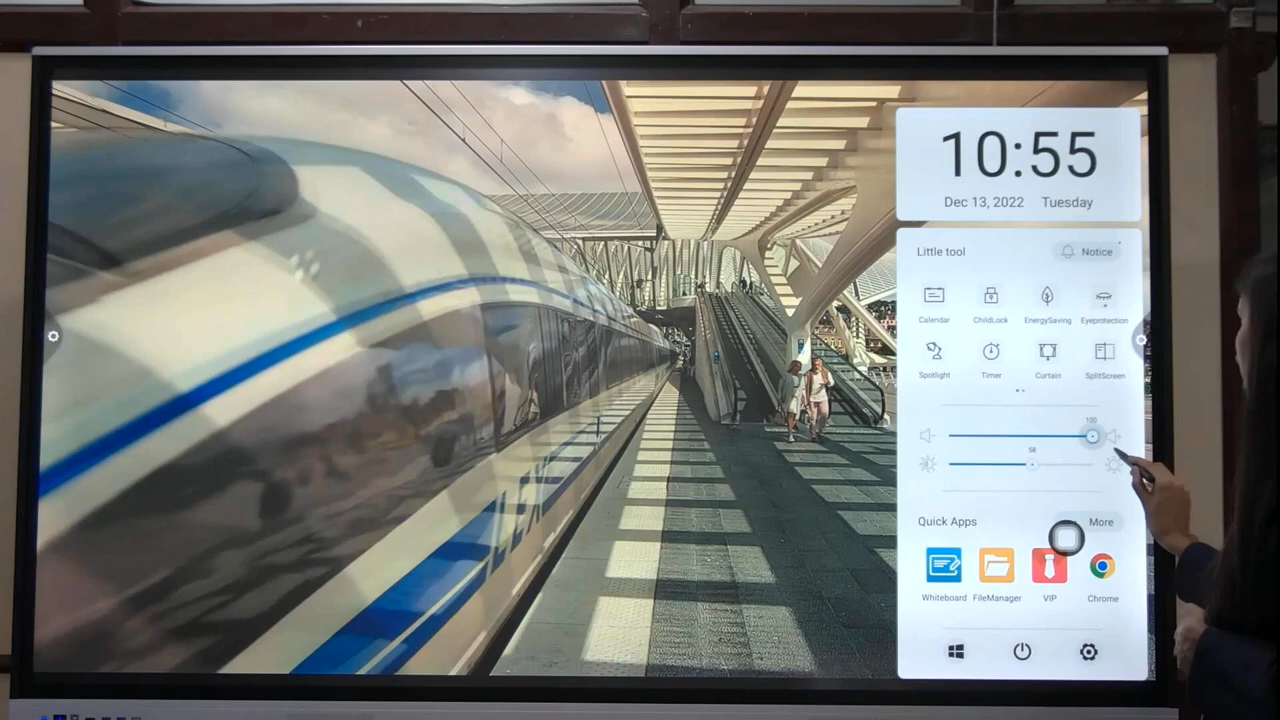 10:55
Dec 13, 2022 Tuesday
Little tool Notice
Calendar ChildLock EnergySaving Eyeprotection
Spotlight Timer Curtain SplitScreen
100
58
Quick Apps More
Whiteboard FileManager VIP Chrome